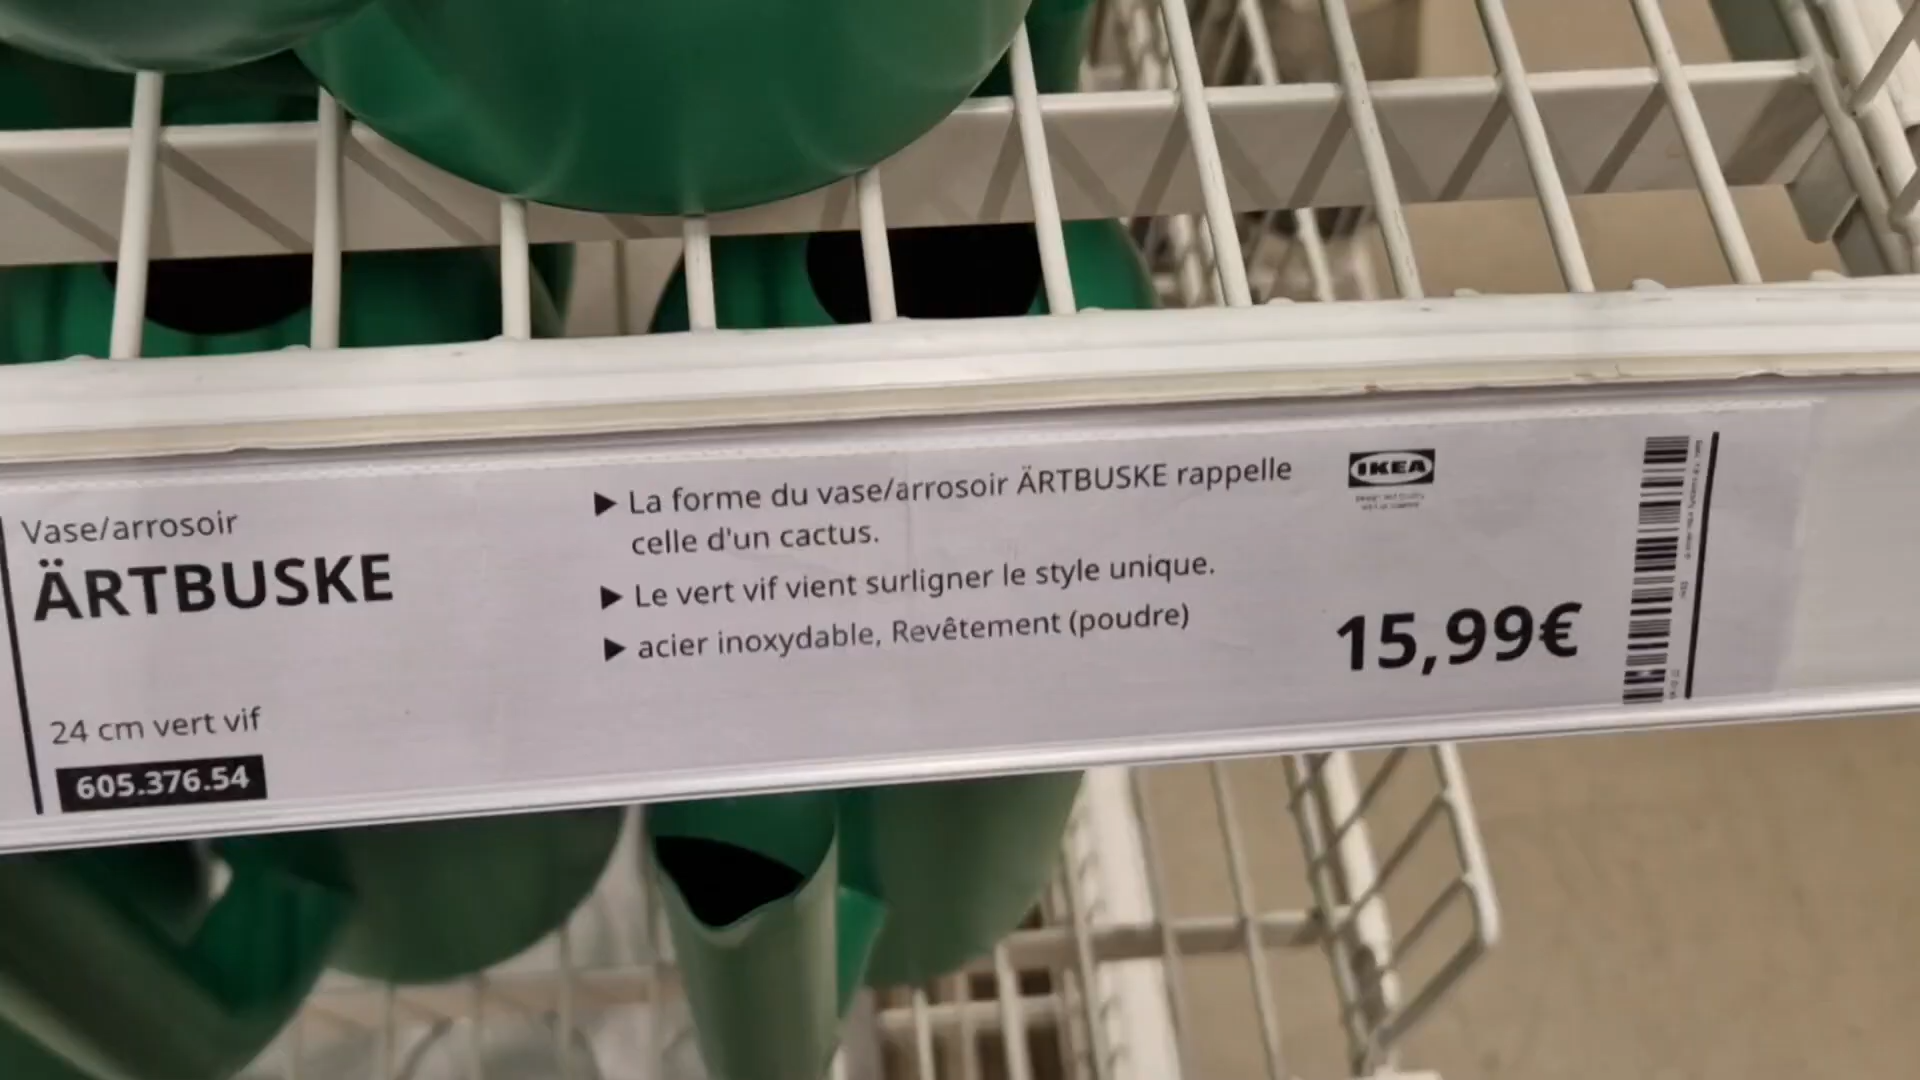 Vase/arrosoir
ÄRTBUSKE
24 cm vert vif
605.376.54
▶ La forme du vase/arrosoir ÄRTBUSKE rappelle
celle d'un cactus.
▶ Le vert vif vient surligner le style unique.
▶ acier inoxydable, Revêtement (poudre)
IKEA
15,99€